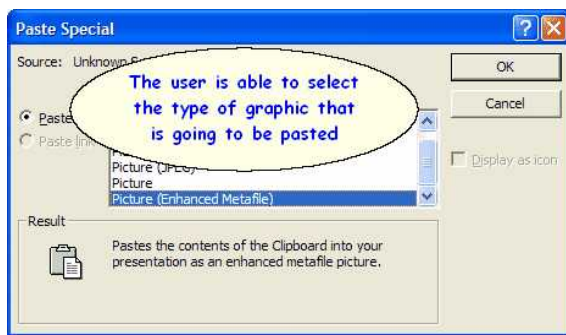 Paste Special
Source: Unknown
OK
The user is able to select
the type of graphic that
is going to be pasted
Cancel
Paste
Paste link
Display as icon
Picture (JPEG)
Picture
Picture (Enhanced Metafile)
Result
Pastes the contents of the Clipboard into your
presentation as an enhanced metafile picture.